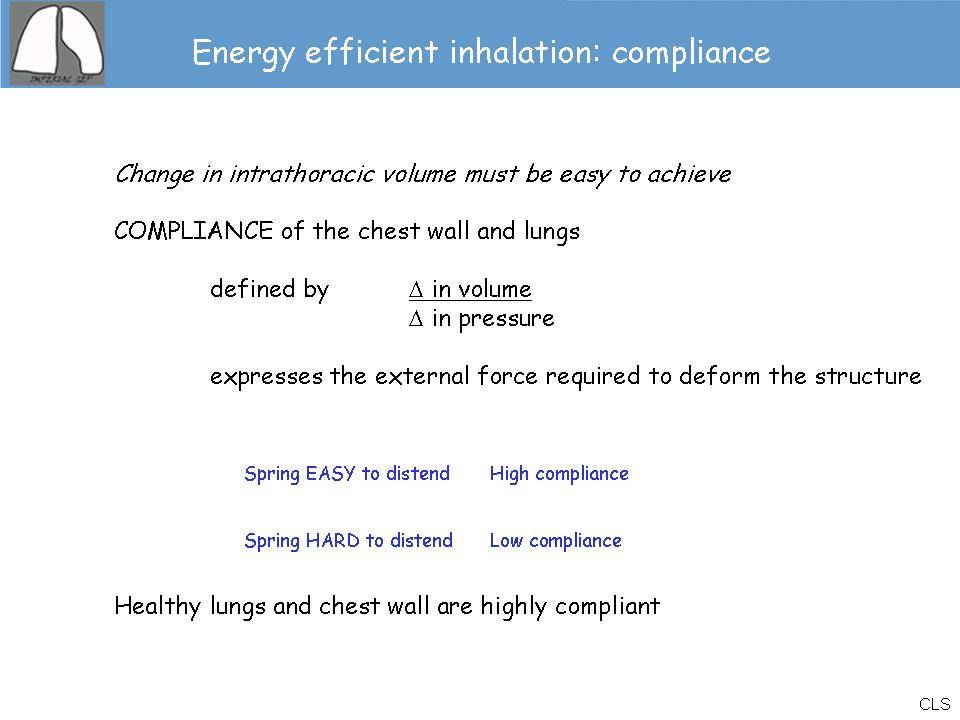 Energy efficient inhalation: compliance
IMPERIAL SEP
Change in intrathoracic volume must be easy to achieve
COMPLIANCE of the chest wall and lungs
defined by Δ in volume
Δ in pressure
expresses the external force required to deform the structure
Spring EASY to distend High compliance
Spring HARD to distend Low compliance
Healthy lungs and chest wall are highly compliant
CLS